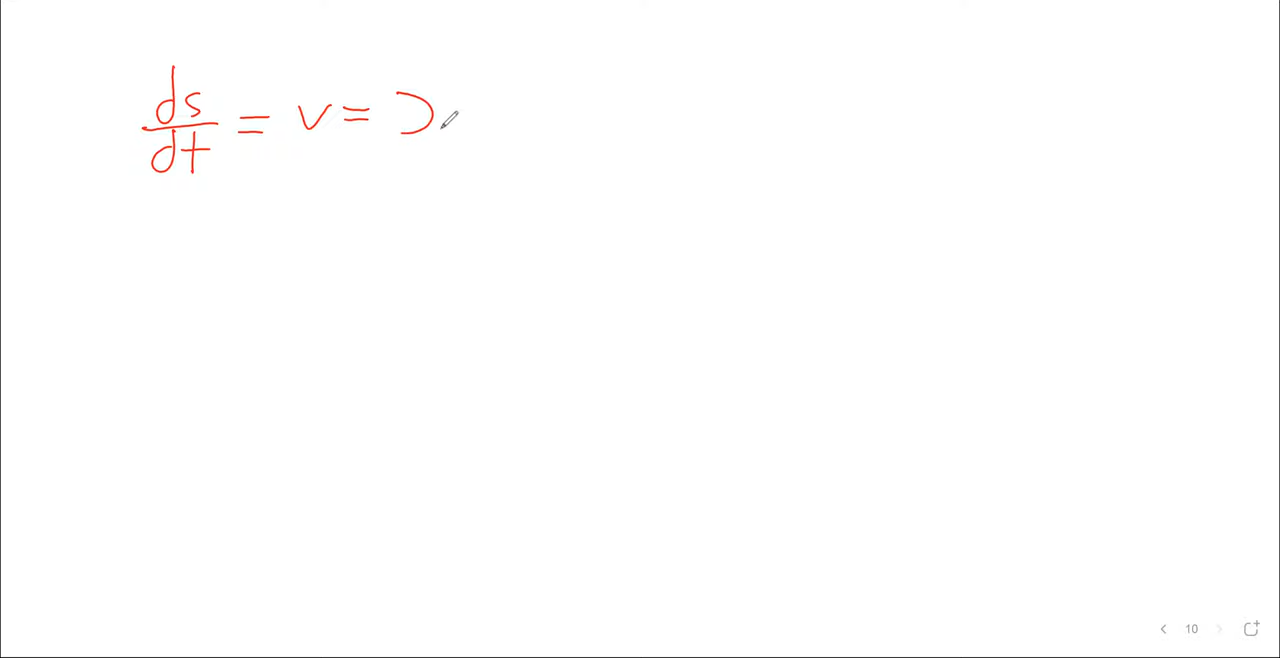 ds/dt = v =
10